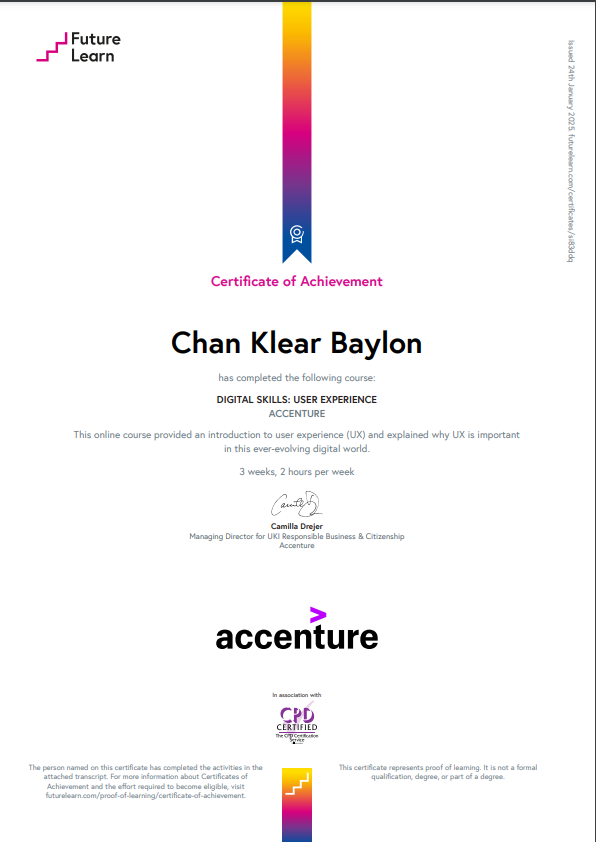 Future
Learn
Issued 24th January 2025. futurelearn.com/certificates/si83ddq
Certificate of Achievement
Chan Klear Baylon
has completed the following course:
DIGITAL SKILLS: USER EXPERIENCE
ACCENTURE
This online course provided an introduction to user experience (UX) and explained why UX is important
in this ever-evolving digital world.
3 weeks, 2 hours per week
Camilla Drejer
Managing Director for UKI Responsible Business & Citizenship
Accenture
accenture
In association with
CPD
CERTIFIED
The CPD Certification
Service
The person named on this certificate has completed the activities in the
attached transcript. For more information about Certificates of
Achievement and the effort required to become eligible, visit
futurelearn.com/proof-of-learning/certificate-of-achievement.
This certificate represents proof of learning. It is not a formal
qualification, degree, or part of a degree.